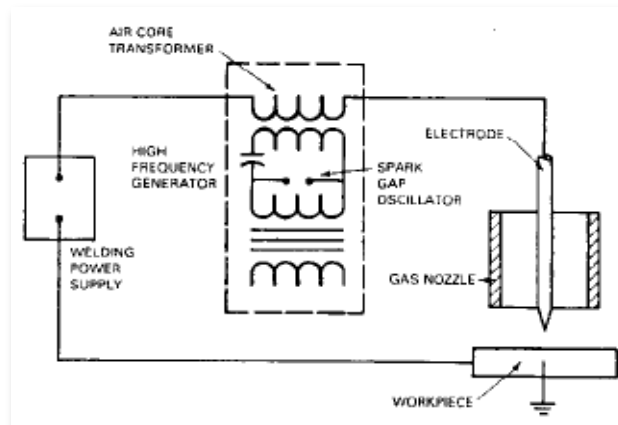 AIR CORE
TRANSFORMER
HIGH
FREQUENCY
GENERATOR
SPARK
GAP
OSCILLATOR
ELECTRODE
WELDING
POWER
SUPPLY
GAS NOZZLE
WORKPIECE